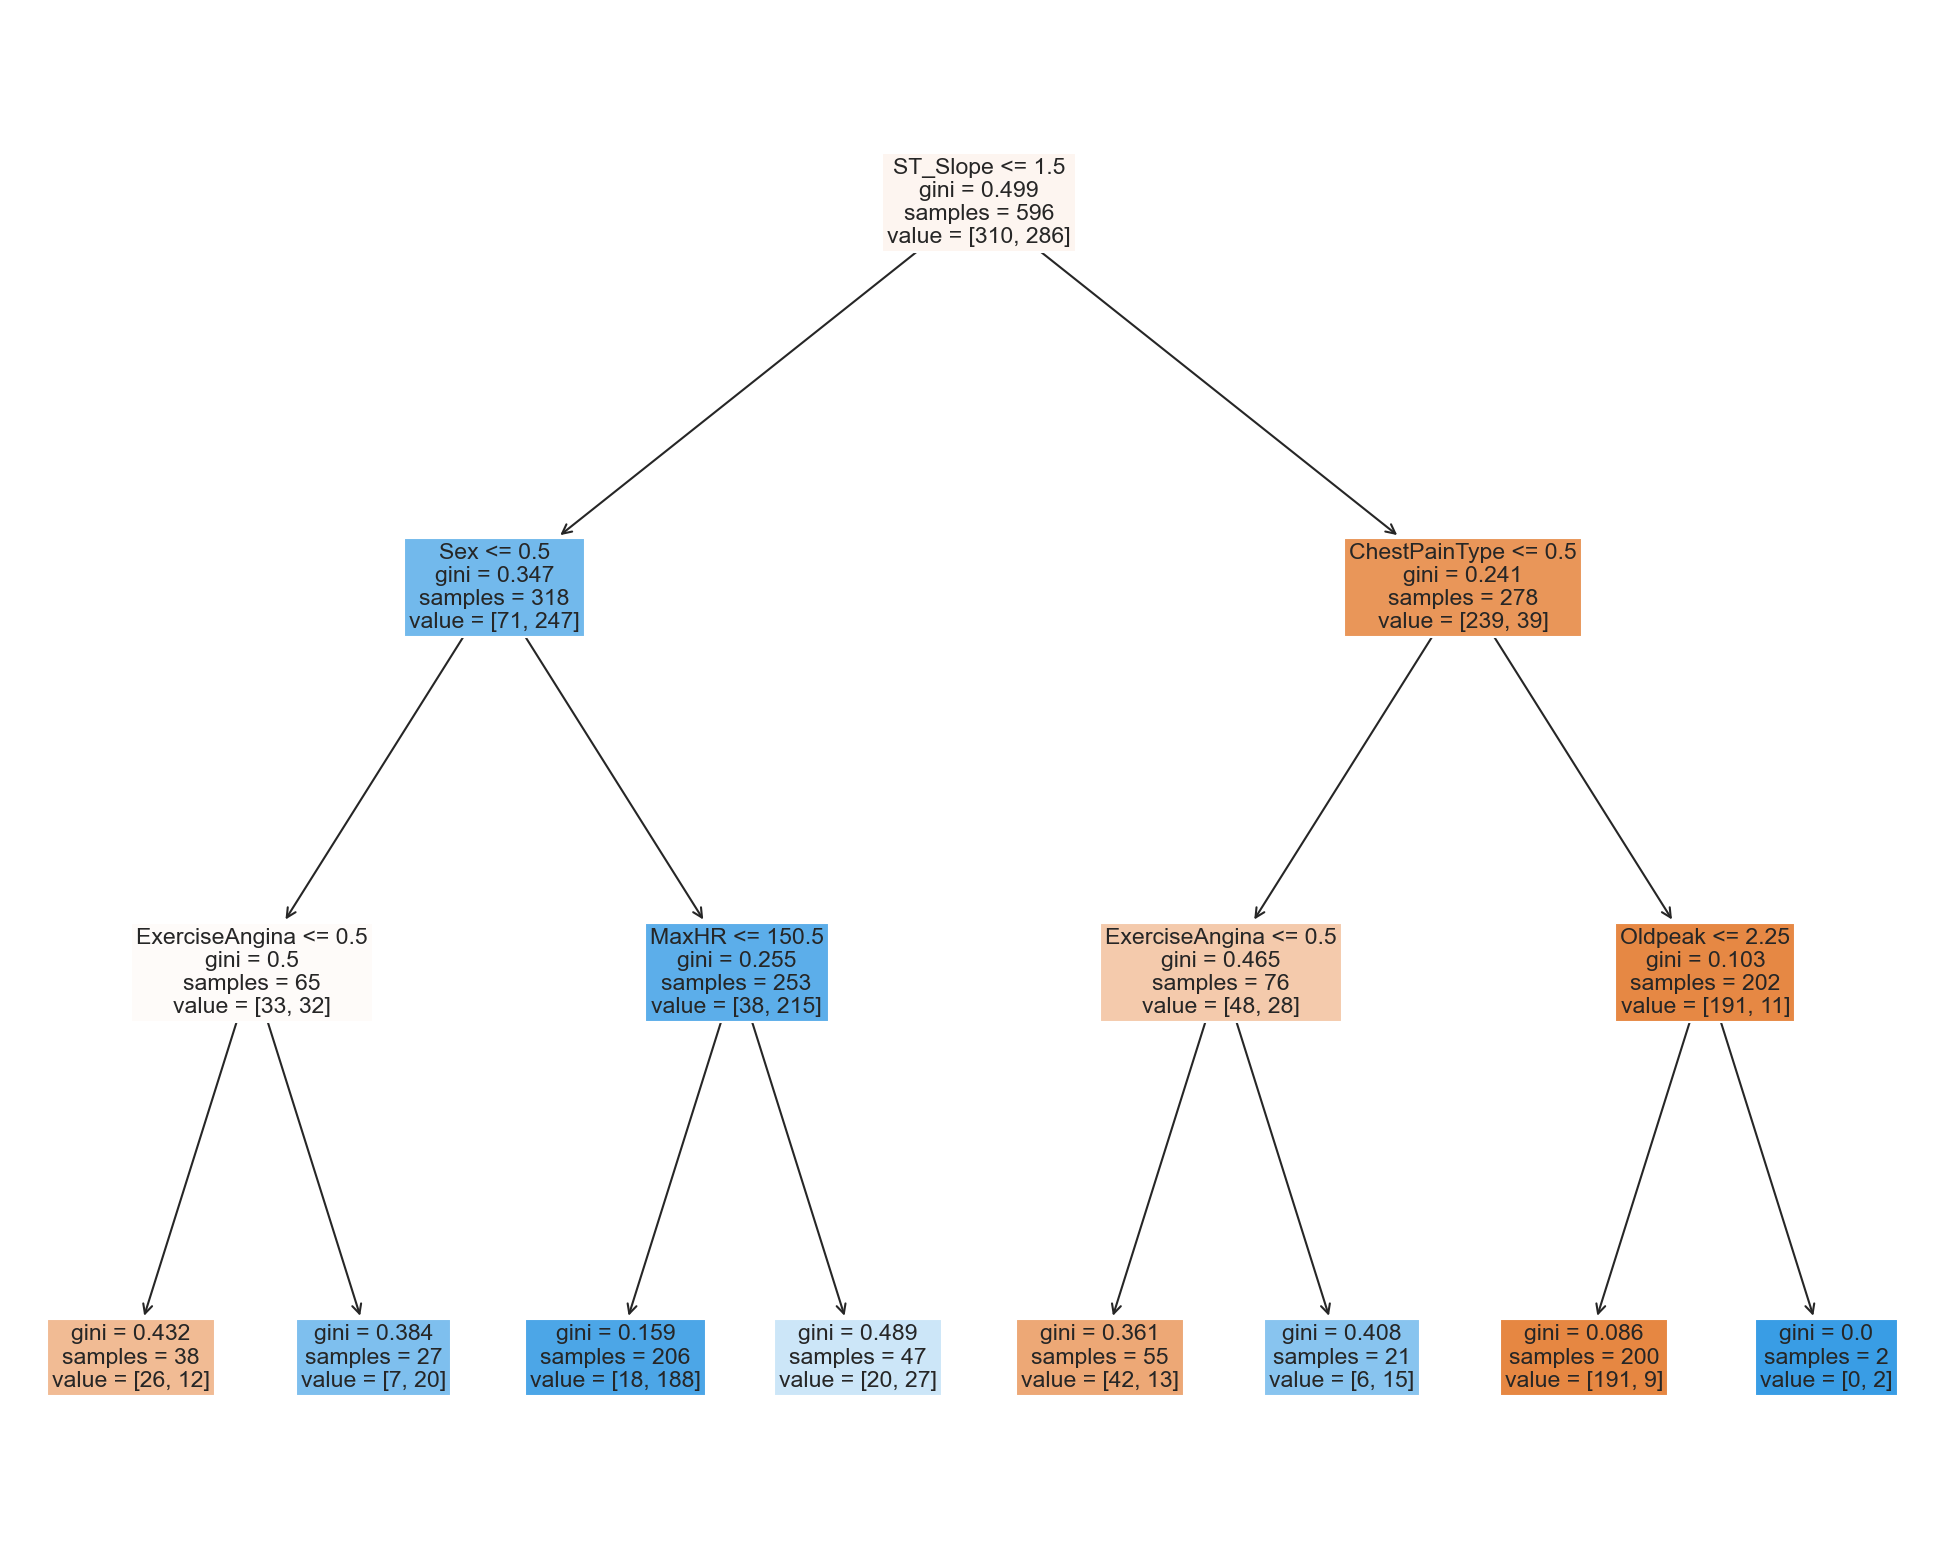 ST_Slope <= 1.5
gini = 0.499
samples = 596
value = [310, 286]
Sex <= 0.5
gini = 0.347
samples = 318
value = [71, 247]
ChestPainType <= 0.5
gini = 0.241
samples = 278
value = [239, 39]
ExerciseAngina <= 0.5
gini = 0.5
samples = 65
value = [33, 32]
MaxHR <= 150.5
gini = 0.255
samples = 253
value = [38, 215]
ExerciseAngina <= 0.5
gini = 0.465
samples = 76
value = [48, 28]
Oldpeak <= 2.25
gini = 0.103
samples = 202
value = [191, 11]
gini = 0.432
samples = 38
value = [26, 12]
gini = 0.384
samples = 27
value = [7, 20]
gini = 0.159
samples = 206
value = [18, 188]
gini = 0.489
samples = 47
value = [20, 27]
gini = 0.361
samples = 55
value = [42, 13]
gini = 0.408
samples = 21
value = [6, 15]
gini = 0.086
samples = 200
value = [191, 9]
gini = 0.0
samples = 2
value = [0, 2]